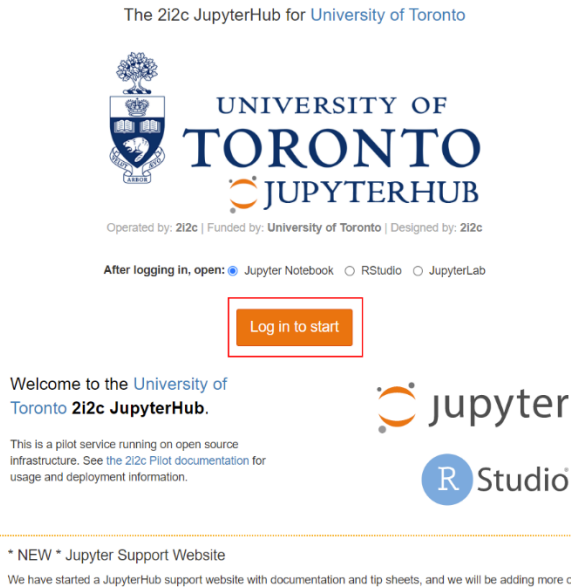 The 2i2c JupyterHub for University of Toronto
UNIVERSITY OF
TORONTO
JUPYTERHUB
VELUT ARBOR ÆVO
Operated by: 2i2c | Funded by: University of Toronto | Designed by: 2i2c
After logging in, open: Jupyter Notebook RStudio JupyterLab
Log in to start
Welcome to the University of
Toronto 2i2c JupyterHub.
This is a pilot service running on open source
infrastructure. See the 2i2c Pilot documentation for
usage and deployment information.
jupyter
R Studio
* NEW * Jupyter Support Website
We have started a JupyterHub support website with documentation and tip sheets, and we will be adding more